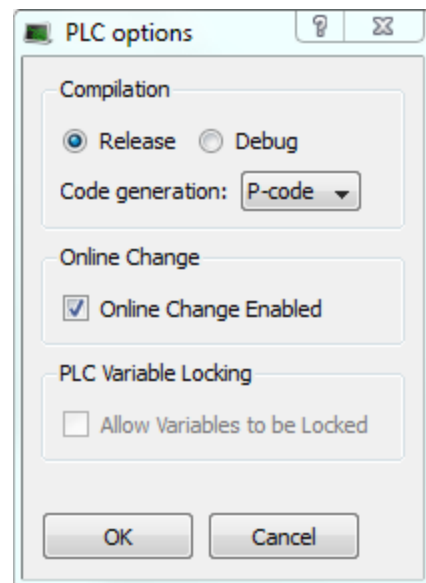 PLC options
Compilation
Release Debug
Code generation: P-code
Online Change
Online Change Enabled
PLC Variable Locking
Allow Variables to be Locked
OK Cancel